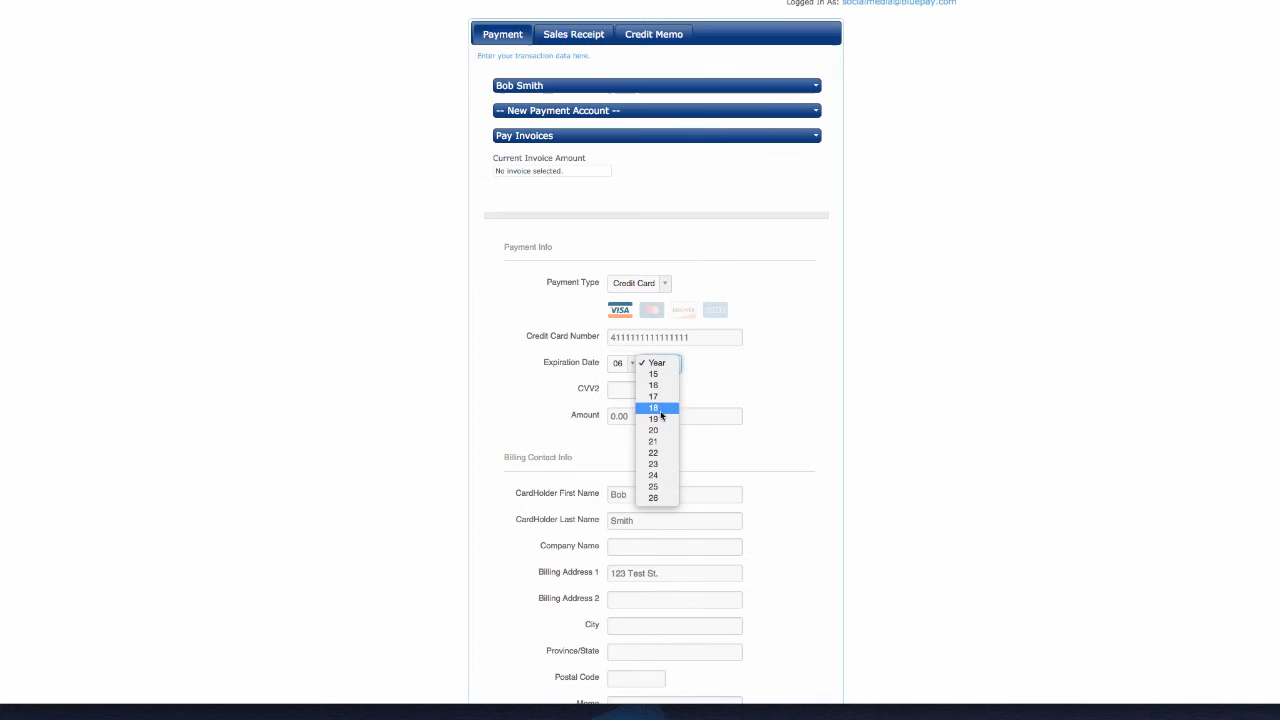 Logged In As: socialmedia@bluepay.com
Payment Sales Receipt Credit Memo
Enter your transaction data here.
Bob Smith
-- New Payment Account --
Pay Invoices
Current Invoice Amount
No invoice selected.
Payment Info
Payment Type Credit Card
VISA DISCOVER
Credit Card Number 4111111111111111
Expiration Date 06 ✓ Year
15
16
17
18
19
20
21
22
23
24
25
26
CVV2
Amount 0.00
Billing Contact Info
CardHolder First Name Bob
CardHolder Last Name Smith
Company Name
Billing Address 1 123 Test St.
Billing Address 2
City
Province/State
Postal Code
Memo